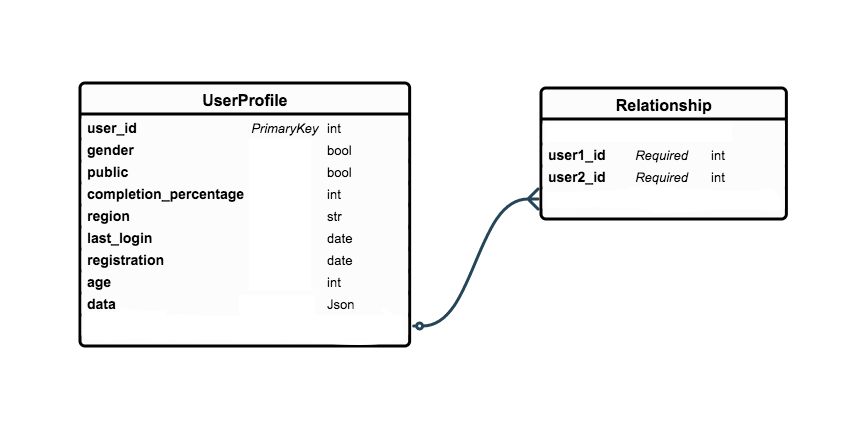 UserProfile
user_id PrimaryKey int
gender bool
public bool
completion_percentage int
region str
last_login date
registration date
age int
data Json
Relationship
user1_id Required int
user2_id Required int